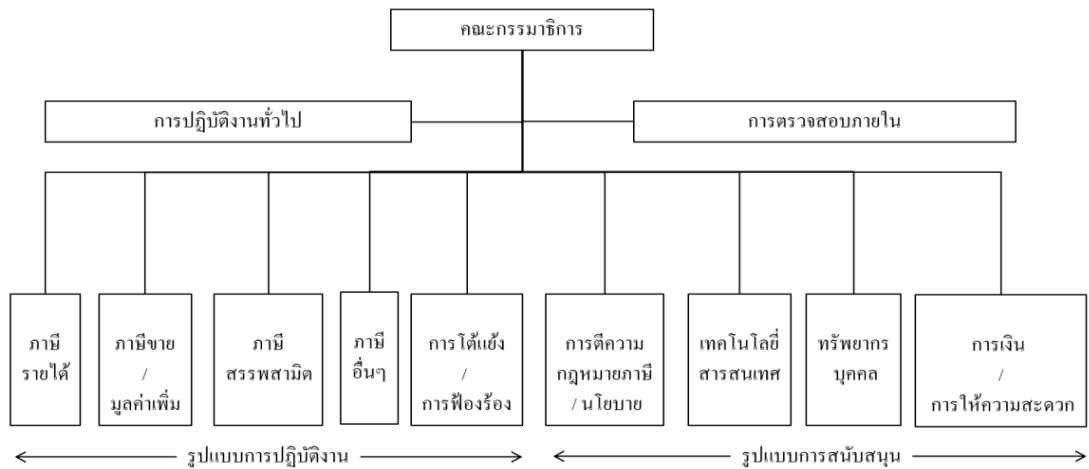 คณะกรรมาธิการ
การปฏิบัติงานทั่วไป
การตรวจสอบภายใน
ภาษี
รายได้
ภาษีขาย
/
มูลค่าเพิ่ม
ภาษี
สรรพสามิต
ภาษี
อื่นๆ
การโต้แย้ง
/
การฟ้องร้อง
การตีความ
กฎหมายภาษี
/ นโยบาย
เทคโนโลยี่
สารสนเทศ
ทรัพยากร
บุคคล
การเงิน
/
การให้ความสะดวก
รูปแบบการปฏิบัติงาน
รูปแบบการสนับสนุน